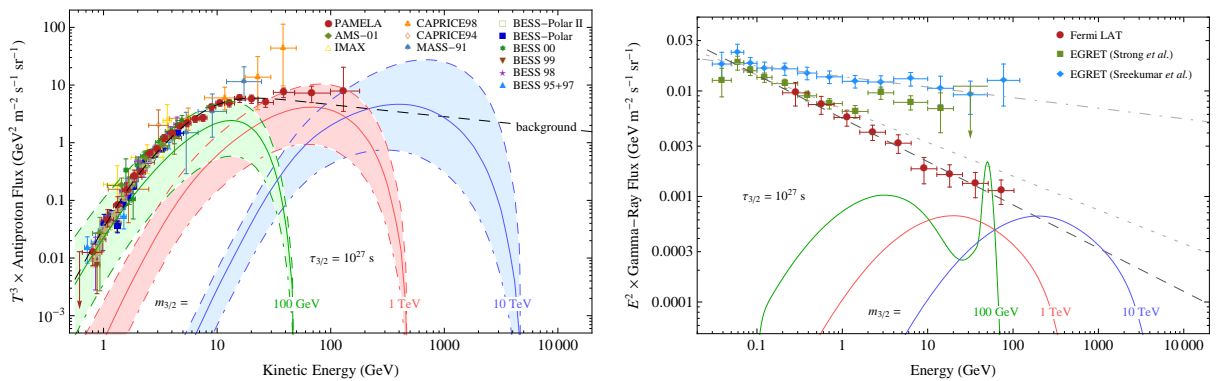 PAMELA
AMS−01
IMAX
CAPRICE98
CAPRICE94
MASS−91
BESS−Polar II
BESS−Polar
BESS 00
BESS 99
BESS 98
BESS 95+97
100
10
1
0.1
0.01
10⁻³
T³ × Antiproton Flux (GeV² m⁻² s⁻¹ sr⁻¹)
background
τ3/2 = 10²⁷ s
m3/2 =
100 GeV
1 TeV
10 TeV
1
10
100
1000
10 000
Kinetic Energy (GeV)
Fermi LAT
EGRET (Strong et al.)
EGRET (Sreekumar et al.)
0.03
0.01
0.003
0.001
0.0003
0.0001
E² × Gamma−Ray Flux (GeV m⁻² s⁻¹ sr⁻¹)
τ3/2 = 10²⁷ s
m3/2 =
100 GeV
1 TeV
10 TeV
0.1
1
10
100
1000
10 000
Energy (GeV)